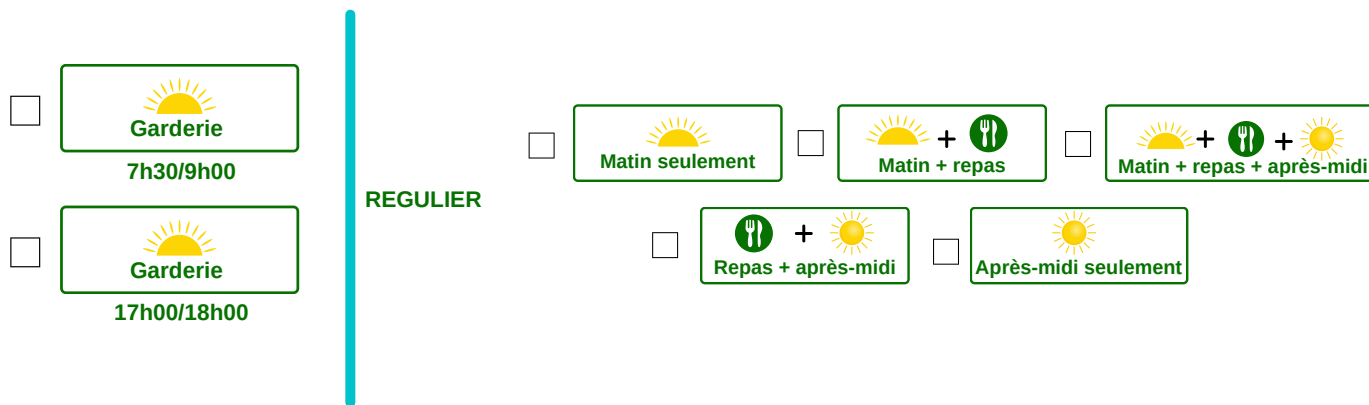 Garderie
7h30/9h00
Garderie
17h00/18h00
REGULIER
Matin seulement
+
Matin + repas
+ +
Matin + repas + après-midi
+
Repas + après-midi
Après-midi seulement